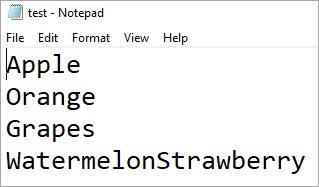 test - Notepad
File Edit Format View Help
Apple
Orange
Grapes
WatermelonStrawberry